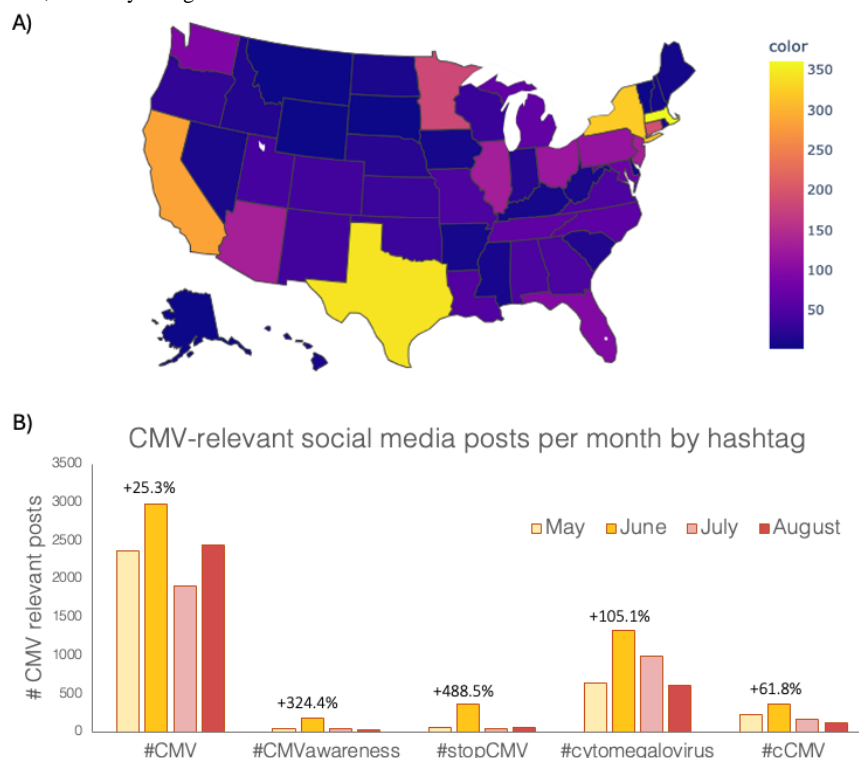 A)
color
350
300
250
200
150
100
50
B)
CMV-relevant social media posts per month by hashtag
# CMV relevant posts
3500
3000
2500
2000
1500
1000
500
0
+25.3%
+324.4%
+488.5%
+105.1%
+61.8%
May June July August
#CMV #CMVawareness #stopCMV #cytomegalovirus #cCMV